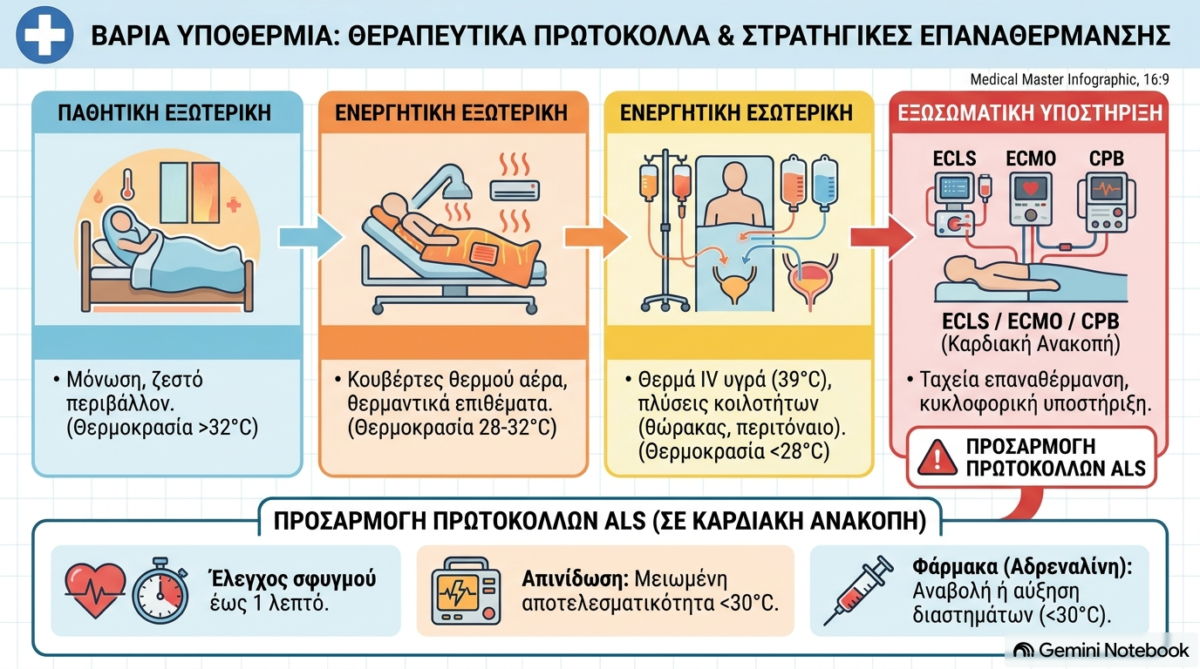 ΒΑΡΙΑ ΥΠΟΘΕΡΜΙΑ: ΘΕΡΑΠΕΥΤΙΚΑ ΠΡΩΤΟΚΟΛΛΑ & ΣΤΡΑΤΗΓΙΚΕΣ ΕΠΑΝΑΘΕΡΜΑΝΣΗΣ
Medical Master Infographic, 16:9
ΠΑΘΗΤΙΚΗ ΕΞΩΤΕΡΙΚΗ
• Μόνωση, ζεστό
περιβάλλον.
(Θερμοκρασία >32°C)
ΕΝΕΡΓΗΤΙΚΗ ΕΞΩΤΕΡΙΚΗ
• Κουβέρτες θερμού αέρα,
θερμαντικά επιθέματα.
(Θερμοκρασία 28-32°C)
ΕΝΕΡΓΗΤΙΚΗ ΕΣΩΤΕΡΙΚΗ
• Θερμά IV υγρά (39°C),
πλύσεις κοιλοτήτων
(θώρακας, περιτόναιο).
(Θερμοκρασία <28°C)
ΕΞΩΣΩΜΑΤΙΚΗ ΥΠΟΣΤΗΡΙΞΗ
ECLS ECMO CPB
ECLS / ECMO / CPB
(Καρδιακή Ανακοπή)
• Ταχεία επαναθέρμανση,
κυκλοφορική υποστήριξη.
ΠΡΟΣΑΡΜΟΓΗ
ΠΡΩΤΟΚΟΛΛΩΝ ALS
ΠΡΟΣΑΡΜΟΓΗ ΠΡΩΤΟΚΟΛΛΩΝ ALS (ΣΕ ΚΑΡΔΙΑΚΗ ΑΝΑΚΟΠΗ)
Έλεγχος σφυγμού
έως 1 λεπτό.
Απινίδωση: Μειωμένη
αποτελεσματικότητα <30°C.
Φάρμακα (Αδρεναλίνη):
Αναβολή ή αύξηση
διαστημάτων (<30°C).
Gemini Notebook